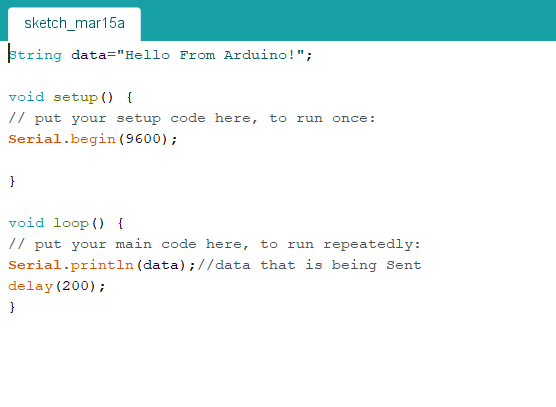 sketch_mar15a
String data="Hello From Arduino!";
void setup() {
// put your setup code here, to run once:
Serial.begin(9600);
}
void loop() {
// put your main code here, to run repeatedly:
Serial.println(data);//data that is being Sent
delay(200);
}